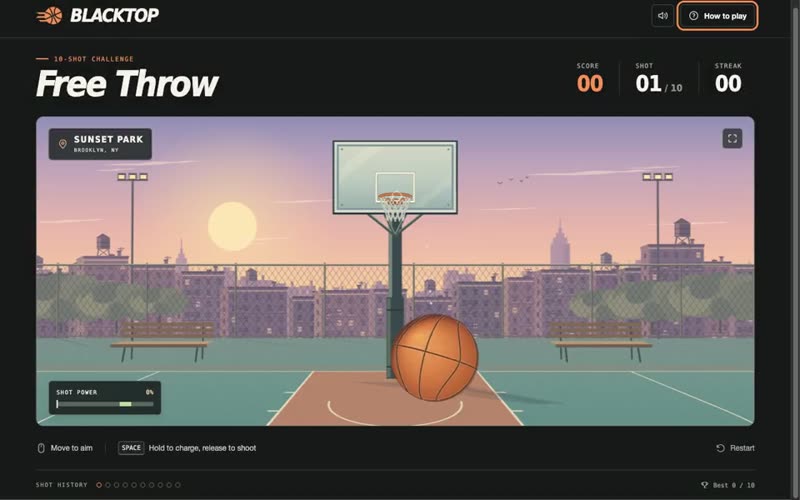 BLACKTOP
How to play
10-SHOT CHALLENGE
Free Throw
SCORE
00
SHOT
01 / 10
STREAK
00
SUNSET PARK
BROOKLYN, NY
SHOT POWER 0%
Move to aim
SPACE Hold to charge, release to shoot
Restart
SHOT HISTORY
Best 0 / 10